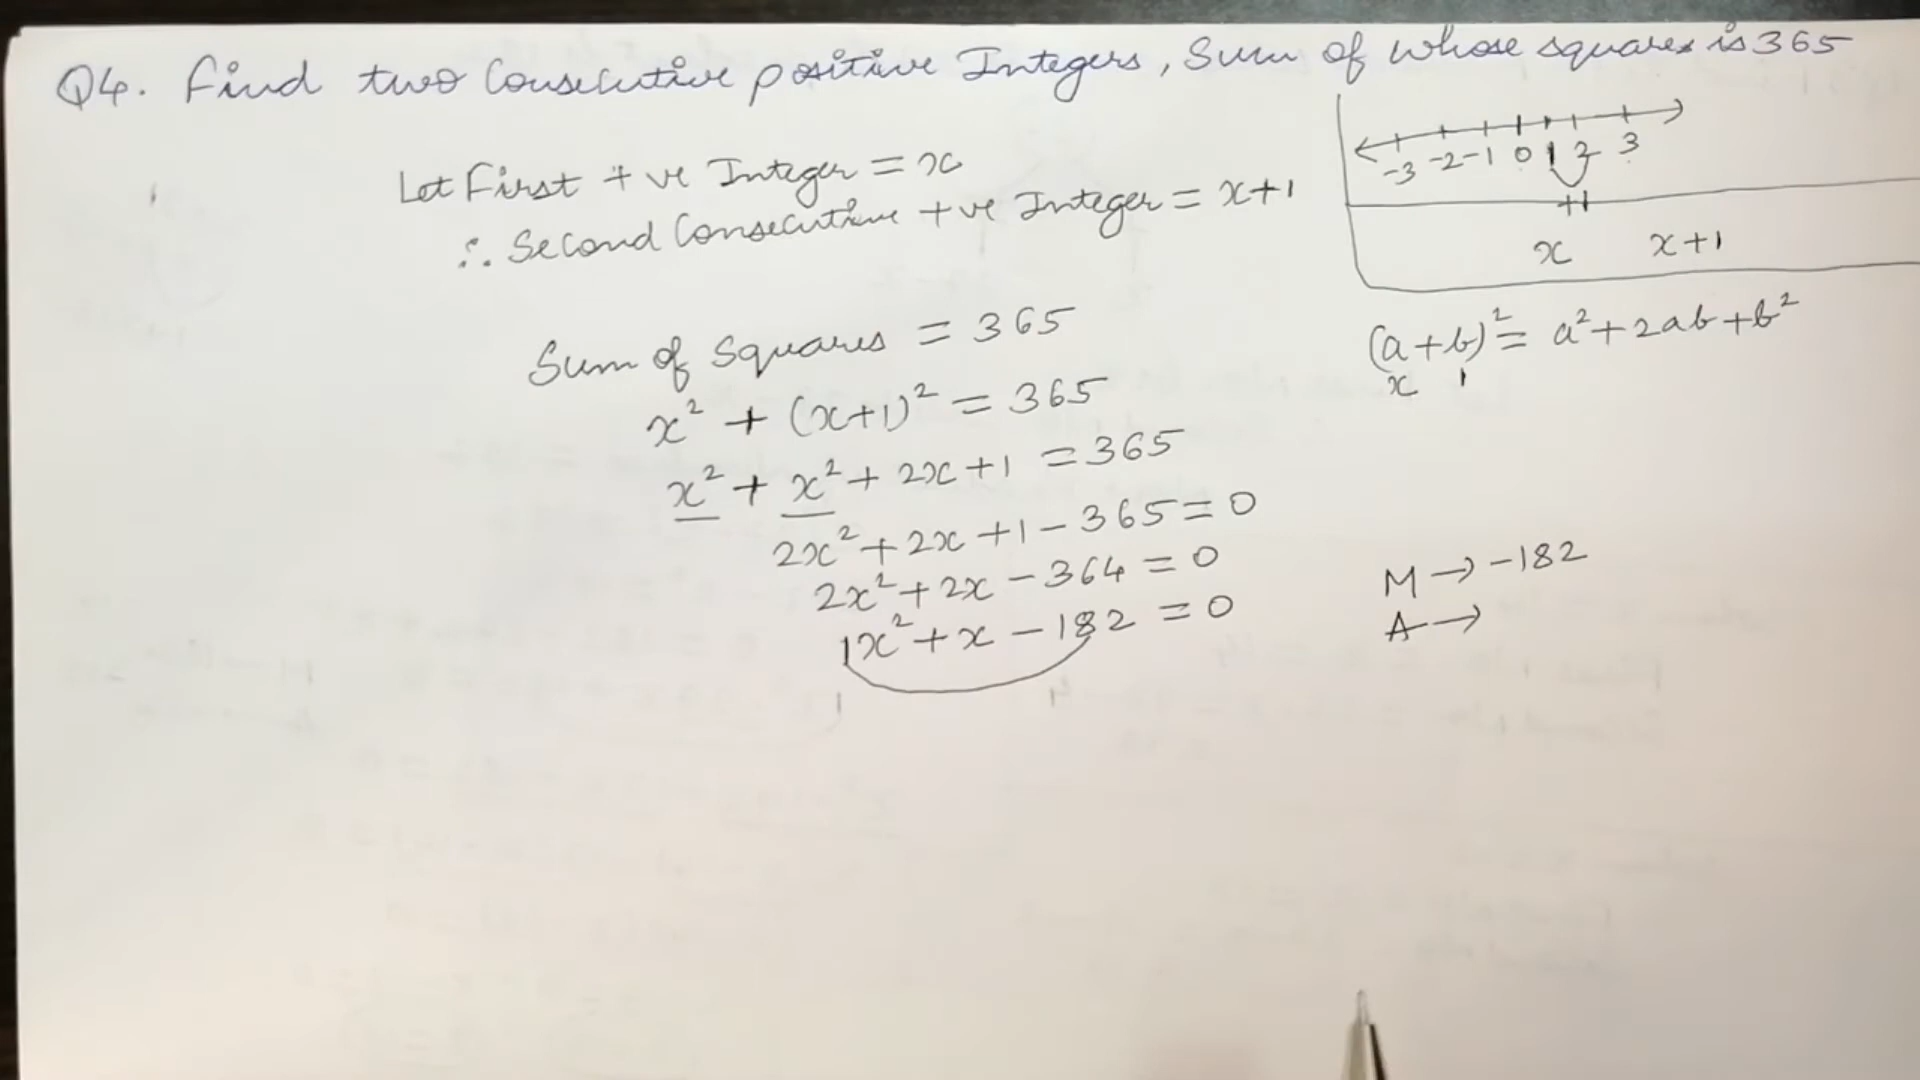 Q4. Find two Consecutive positive Integers, Sum of whose squares is 365
Let First +ve Integer = x
∴ Second Consecutive +ve Integer = x+1
-3 -2 -1 0 1 2 3
+1
x x+1
Sum of Squares = 365
(a+b)² = a²+2ab+b²
x 1
x² + (x+1)² = 365
x² + x² + 2x+1 = 365
2x²+2x+1-365=0
2x²+2x-364=0
1x²+x-182=0
M→-182
A→